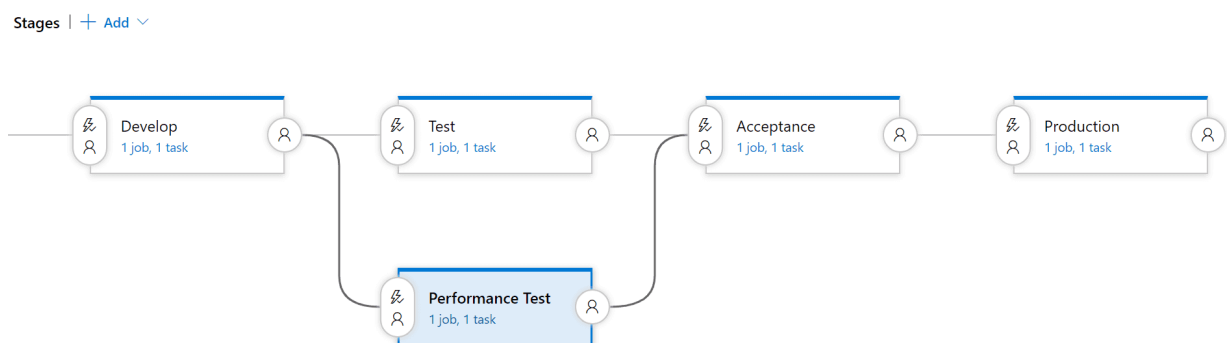 Stages | + Add
Develop
1 job, 1 task
Test
1 job, 1 task
Acceptance
1 job, 1 task
Production
1 job, 1 task
Performance Test
1 job, 1 task